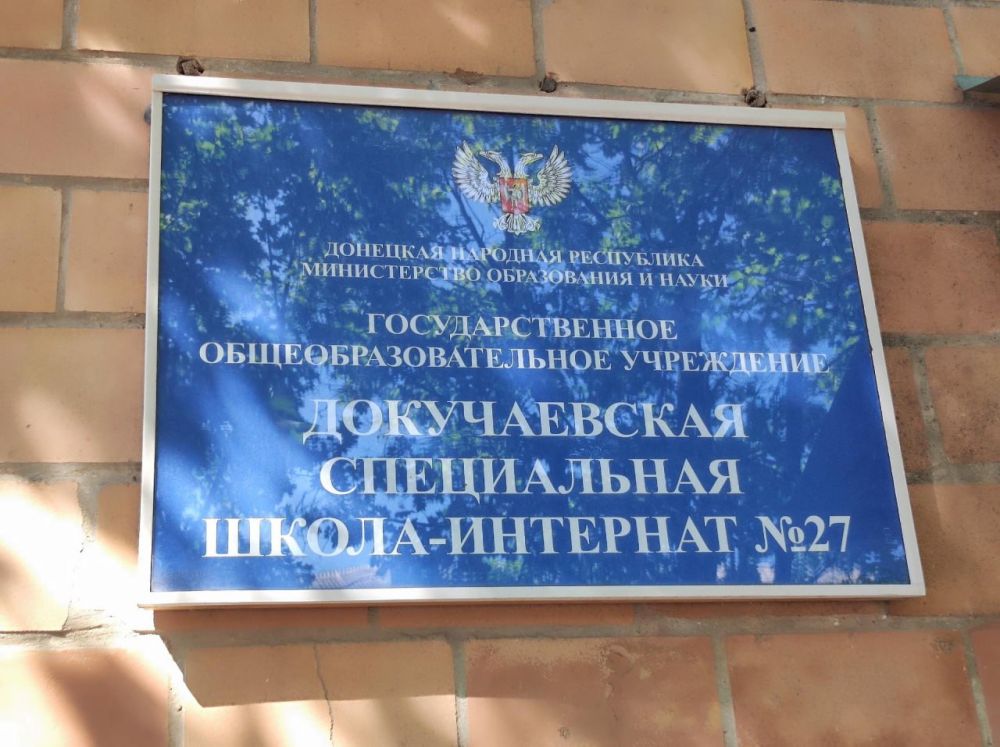 ДОНЕЦКАЯ НАРОДНАЯ РЕСПУБЛИКА
МИНИСТЕРСТВО ОБРАЗОВАНИЯ И НАУКИ
ГОСУДАРСТВЕННОЕ
ОБЩЕОБРАЗОВАТЕЛЬНОЕ УЧРЕЖДЕНИЕ
ДОКУЧАЕВСКАЯ
СПЕЦИАЛЬНАЯ
ШКОЛА-ИНТЕРНАТ №27